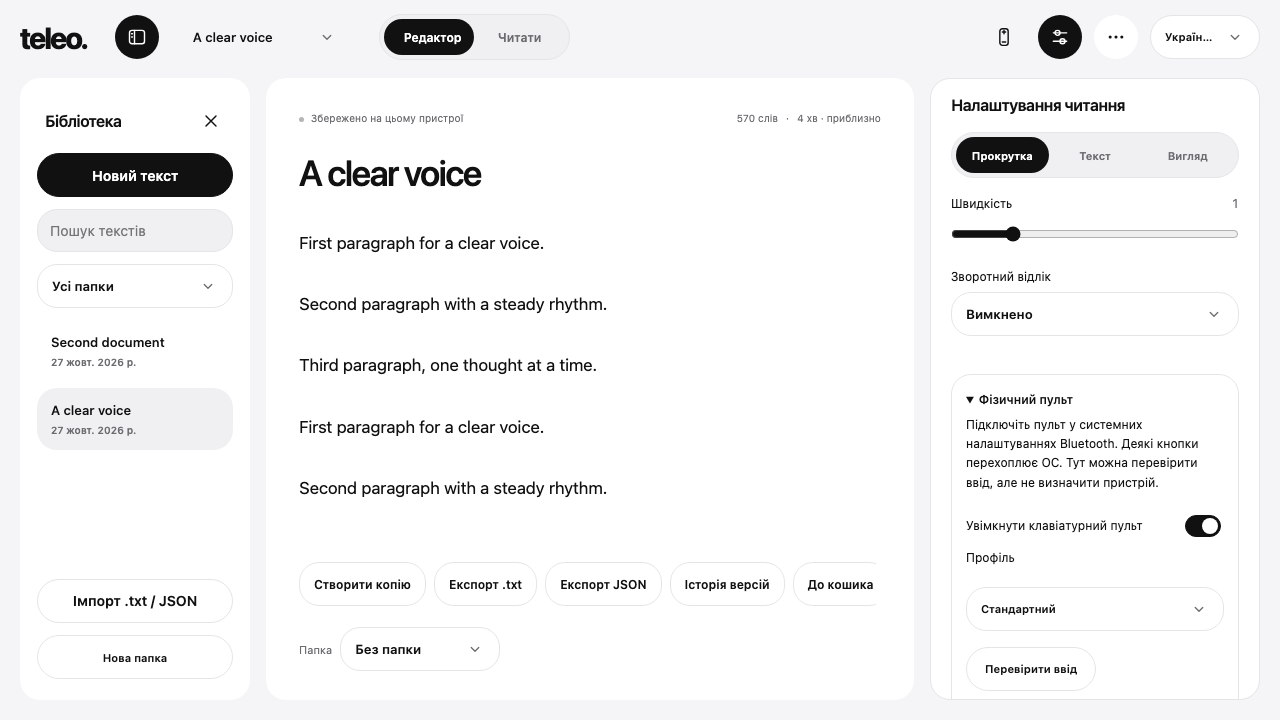 teleo.
A clear voice
Редактор
Читати
Україн...
Бібліотека
Новий текст
Пошук текстів
Усі папки
Second document
27 жовт. 2026 р.
A clear voice
27 жовт. 2026 р.
Імпорт .txt / JSON
Нова папка
Збережено на цьому пристрої
570 слів · 4 хв · приблизно
A clear voice
First paragraph for a clear voice.
Second paragraph with a steady rhythm.
Third paragraph, one thought at a time.
First paragraph for a clear voice.
Second paragraph with a steady rhythm.
Створити копію
Експорт .txt
Експорт JSON
Історія версій
До кошика
Папка
Без папки
Налаштування читання
Прокрутка
Текст
Вигляд
Швидкість
1
Зворотний відлік
Вимкнено
Фізичний пульт
Підключіть пульт у системних
налаштуваннях Bluetooth. Деякі кнопки
перехоплює ОС. Тут можна перевірити
ввід, але не визначити пристрій.
Увімкнути клавіатурний пульт
Профіль
Стандартний
Перевірити ввід